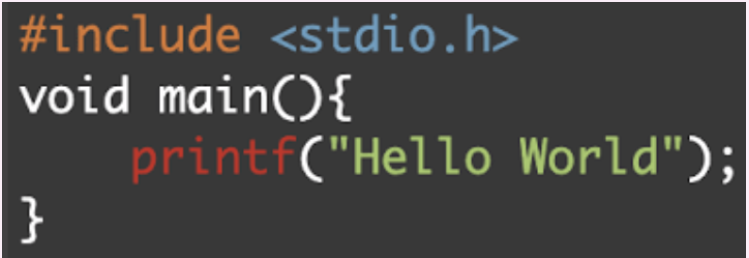 #include <stdio.h>
void main(){
    printf("Hello World");
}